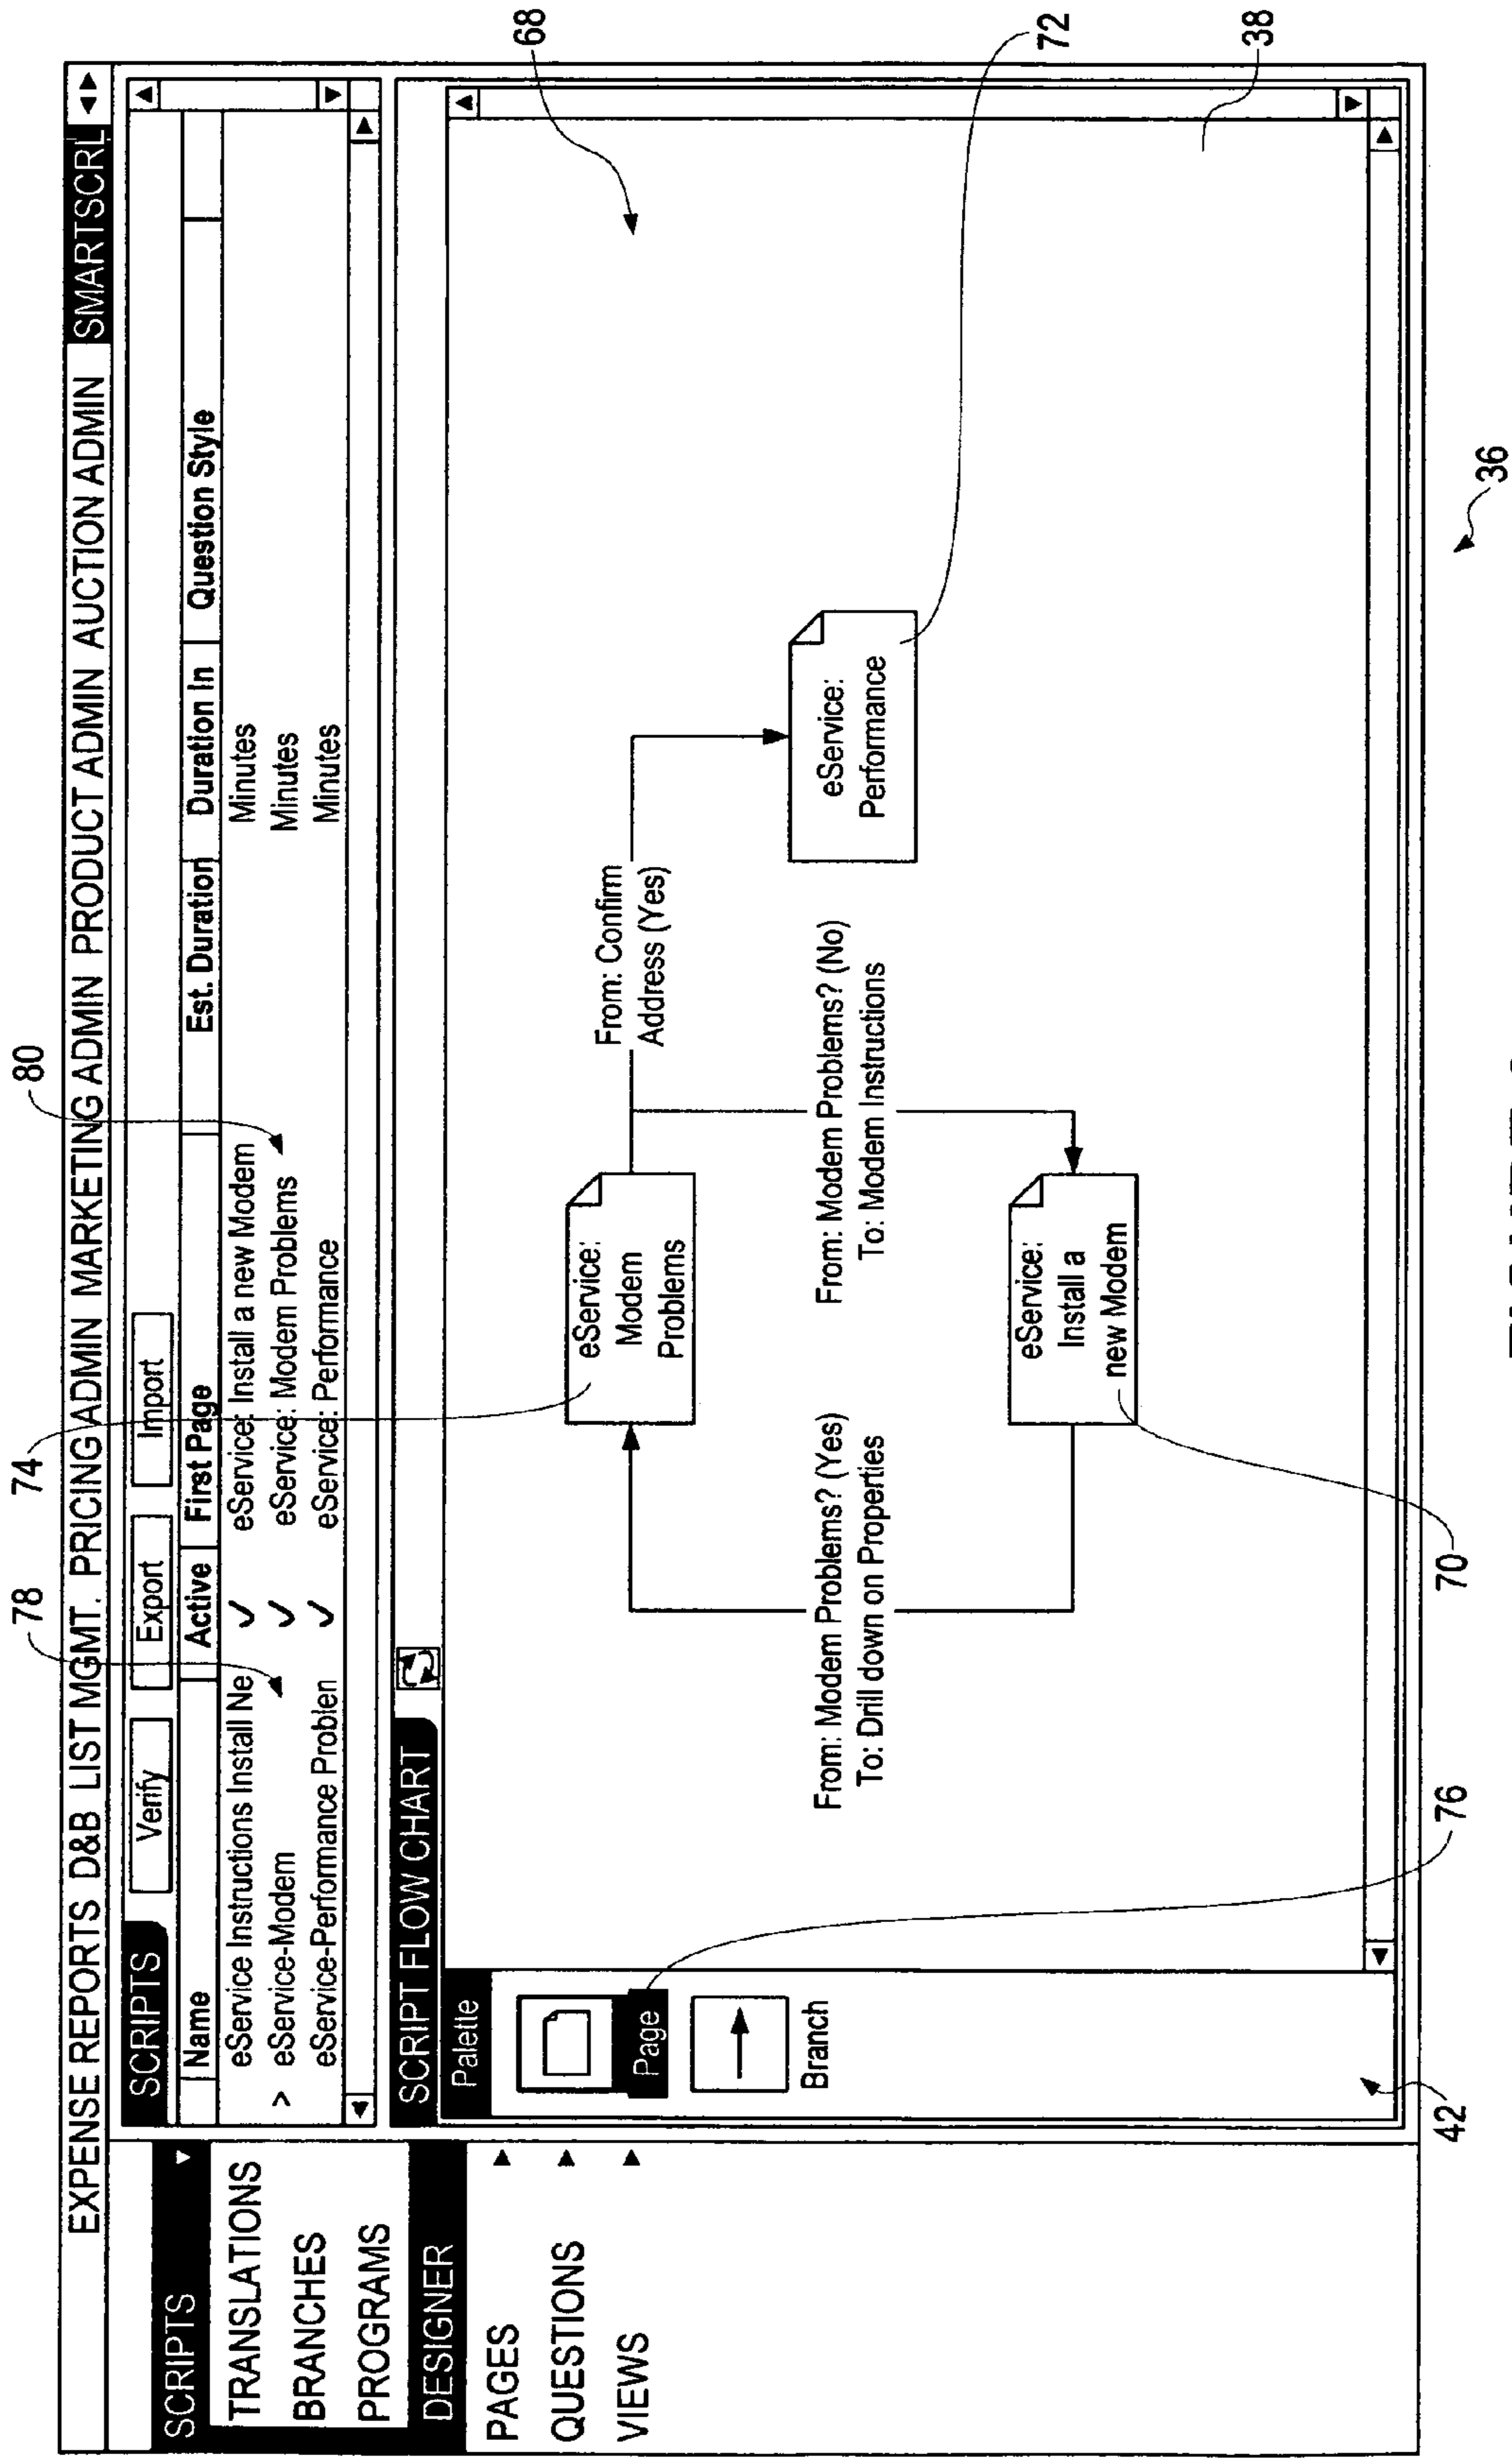 EXPENSE REPORTS D&B LIST MGMT. PRICING ADMIN MARKETING ADMIN PRODUCT ADMIN AUCTION ADMIN SMARTSCRL
SCRIPTS
TRANSLATIONS
BRANCHES
PROGRAMS
DESIGNER
PAGES
QUESTIONS
VIEWS
SCRIPTS Verify Export Import
Name Active First Page Est. Duration Duration In Question Style
eService Instructions Install Ne ✓ eService: Install a new Modem Minutes
> eService-Modem ✓ eService: Modem Problems Minutes
eService-Performance Problen ✓ eService: Performance Minutes
SCRIPT FLOW CHART
Palette
Page
Branch
eService:
Modem
Problems
From: Confirm
Address (Yes)
eService:
Performance
From: Modem Problems? (Yes)
To: Drill down on Properties
From: Modem Problems? (No)
To: Modem Instructions
eService:
Install a
new Modem
78
74
80
68
72
38
42
76
70
36